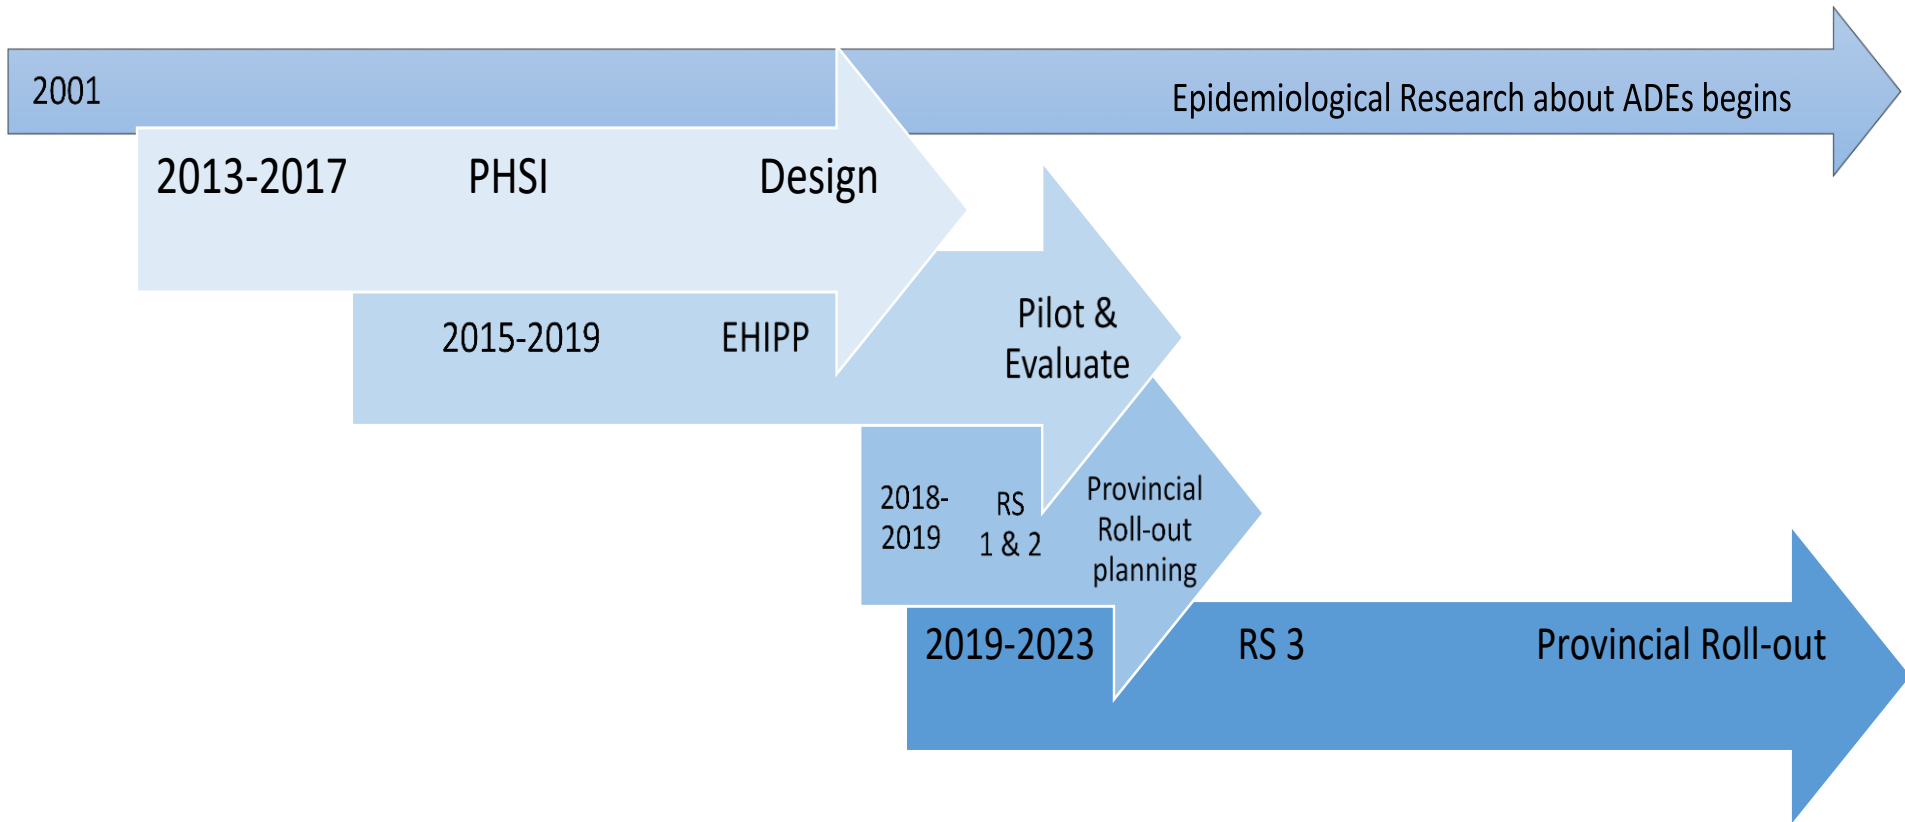 2001 Epidemiological Research about ADEs begins
2013-2017 PHSI Design
2015-2019 EHIPP
Pilot &
Evaluate
2018-
2019
RS
1 & 2
Provincial
Roll-out
planning
2019-2023 RS 3 Provincial Roll-out